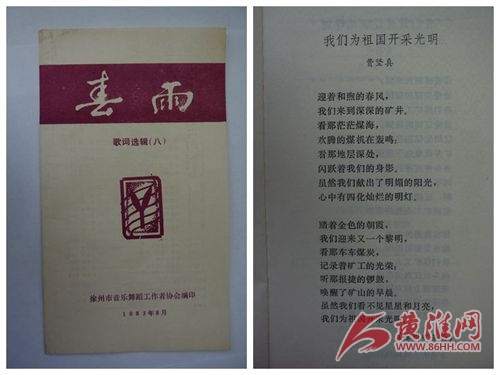 春雨
歌词选辑(八)
徐州市音乐舞蹈工作者协会编印
1983年8月
我们为祖国开采光明
曹坚真
迎着和煦的春风,
我们来到深深的矿井。
看那茫茫煤海,
欢腾的煤机在轰鸣,
看那地层深处,
闪跃着我们的身影。
虽然我们献出了明媚的阳光,
心中有四化灿烂的明灯。
踏着金色的朝霞,
我们迎来又一个黎明。
看那车车煤炭,
记录着矿工的光荣;
听那报捷的锣鼓,
唤醒了矿山的早晨。
虽然我们看不见星星和月亮,
我们为祖国开采光明
黄淮网
www.86HH.com